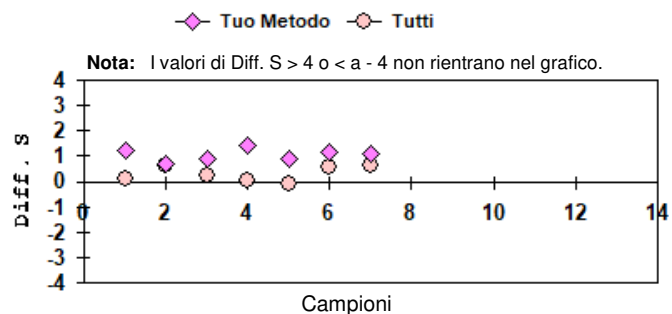 Tuo Metodo Tutti
Nota: I valori di Diff. S > 4 o < a - 4 non rientrano nel grafico.
4
3
2
1
0
-1
-2
-3
-4
Diff. S
0 2 4 6 8 10 12 14
Campioni